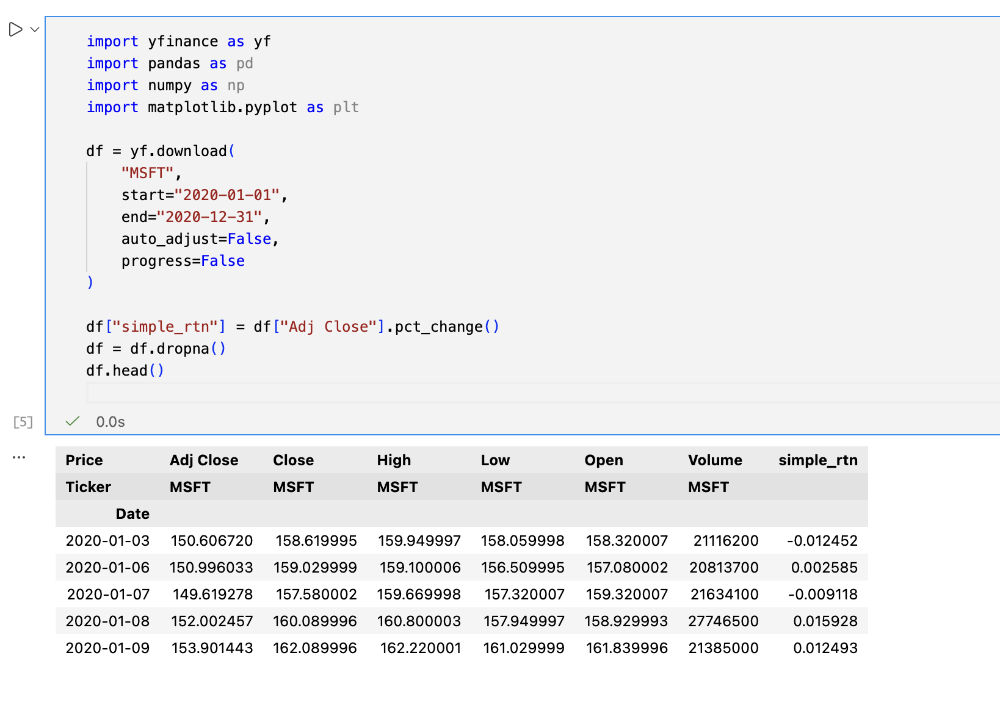 import yfinance as yf
import pandas as pd
import numpy as np
import matplotlib.pyplot as plt
df = yf.download(
    "MSFT",
    start="2020-01-01",
    end="2020-12-31",
    auto_adjust=False,
    progress=False
)
df["simple_rtn"] = df["Adj Close"].pct_change()
df = df.dropna()
df.head()
[5] 0.0s
Price Adj Close Close High Low Open Volume simple_rtn
Ticker MSFT MSFT MSFT MSFT MSFT MSFT
Date
2020-01-03 150.606720 158.619995 159.949997 158.059998 158.320007 21116200 -0.012452
2020-01-06 150.996033 159.029999 159.100006 156.509995 157.080002 20813700 0.002585
2020-01-07 149.619278 157.580002 159.669998 157.320007 159.320007 21634100 -0.009118
2020-01-08 152.002457 160.089996 160.800003 157.949997 158.929993 27746500 0.015928
2020-01-09 153.901443 162.089996 162.220001 161.029999 161.839996 21385000 0.012493